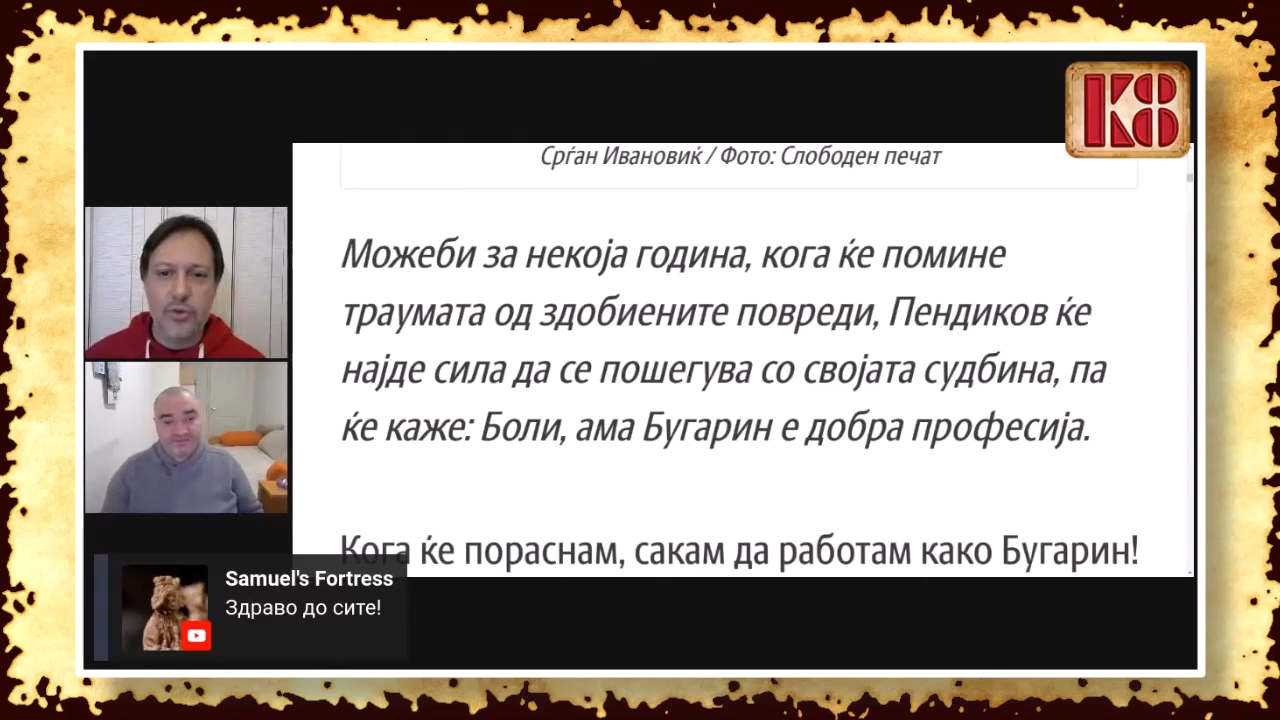 K8
Срѓан Ивановиќ / Фото: Слободен печат
Можеби за некоја година, кога ќе помине
траумата од здобиените повреди, Пендиков ќе
најде сила да се пошегува со својата судбина, па
ќе каже: Боли, ама Бугарин е добра професија.
Кога ќе пораснам, сакам да работам како Бугарин!
Samuel's Fortress
Здраво до сите!